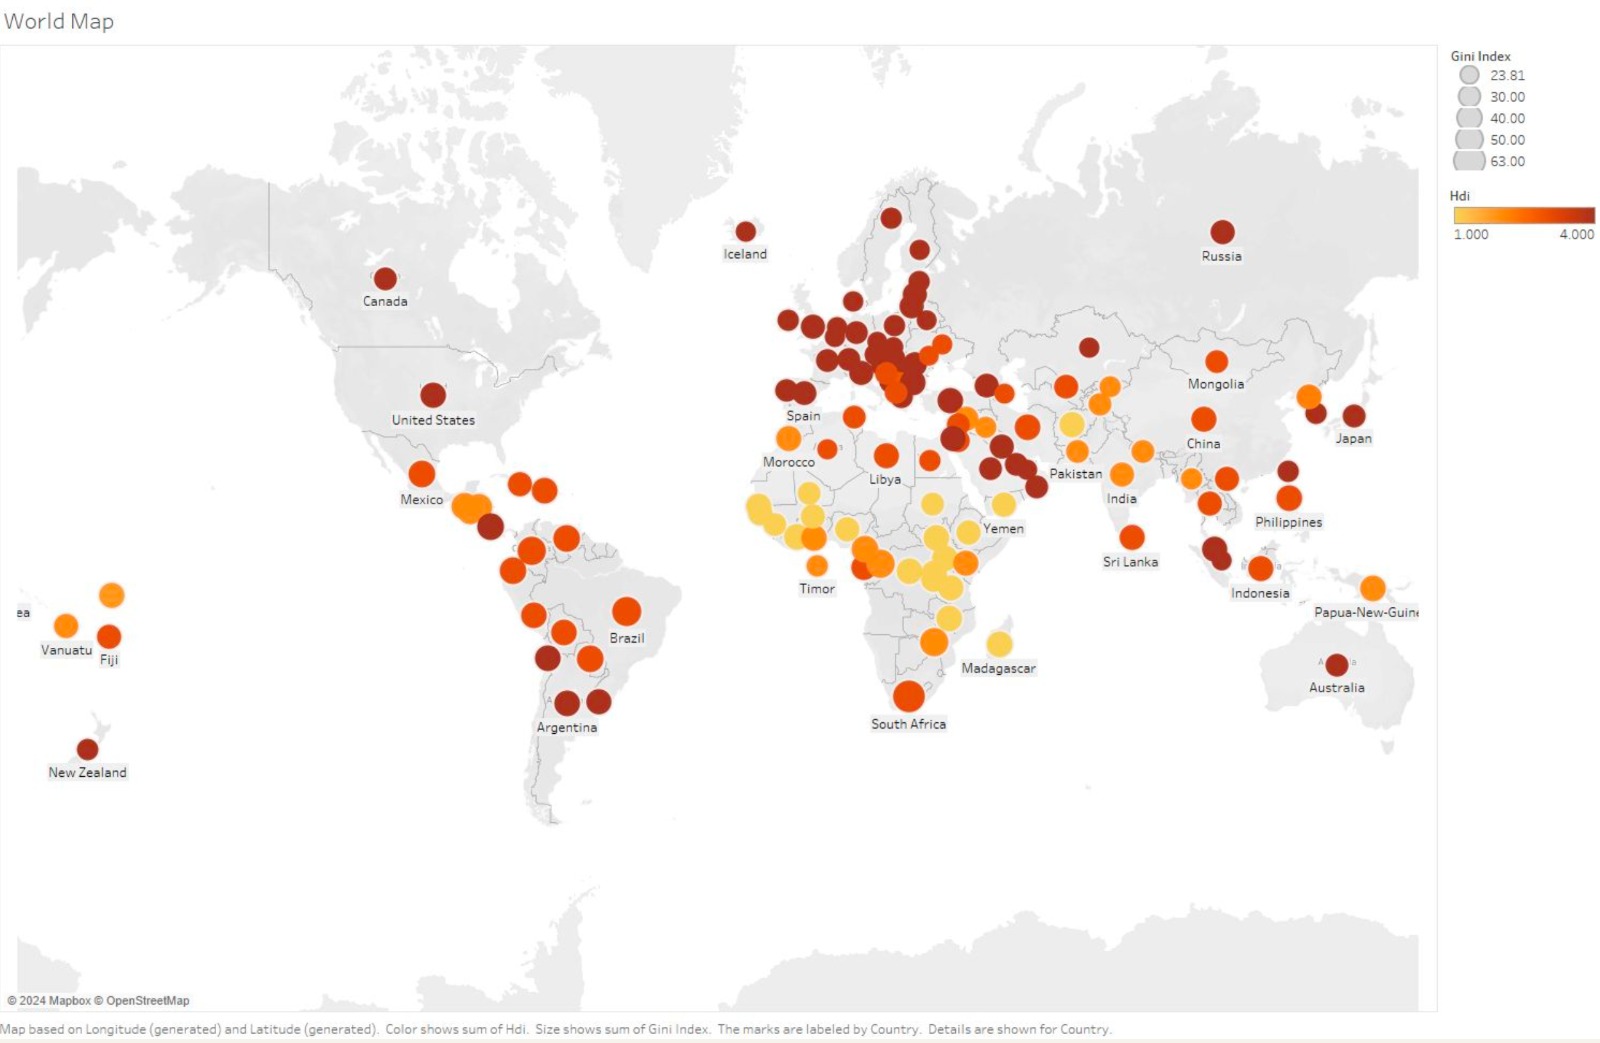 World Map
Gini Index
23.81
30.00
40.00
50.00
63.00
Hdi
1.000
4.000
Iceland
Russia
Canada
United States
Spain
Mongolia
Japan
China
Morocco
Libya
Pakistan
India
Mexico
Yemen
Philippines
Sri Lanka
Timor
Indonesia
ea
Papua-New-Guine
Vanuatu
Fiji
Brazil
Madagascar
Australia
Argentina
South Africa
New Zealand
© 2024 Mapbox © OpenStreetMap
Map based on Longitude (generated) and Latitude (generated). Color shows sum of Hdi. Size shows sum of Gini Index. The marks are labeled by Country. Details are shown for Country.